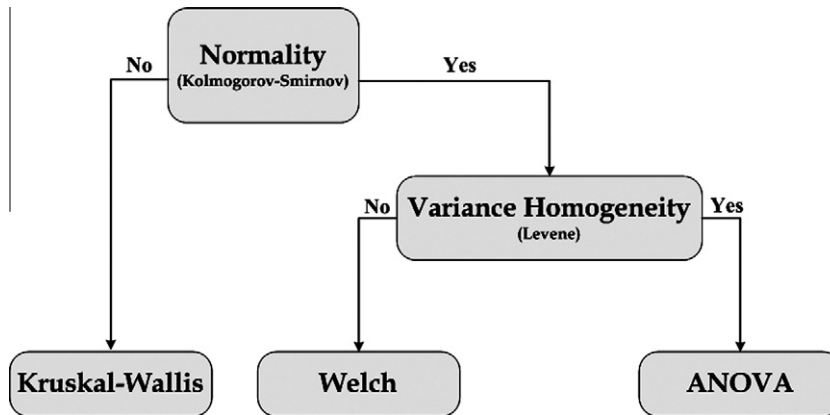 Normality
(Kolmogorov-Smirnov)
No
Yes
Variance Homogeneity
(Levene)
No
Yes
Kruskal-Wallis
Welch
ANOVA